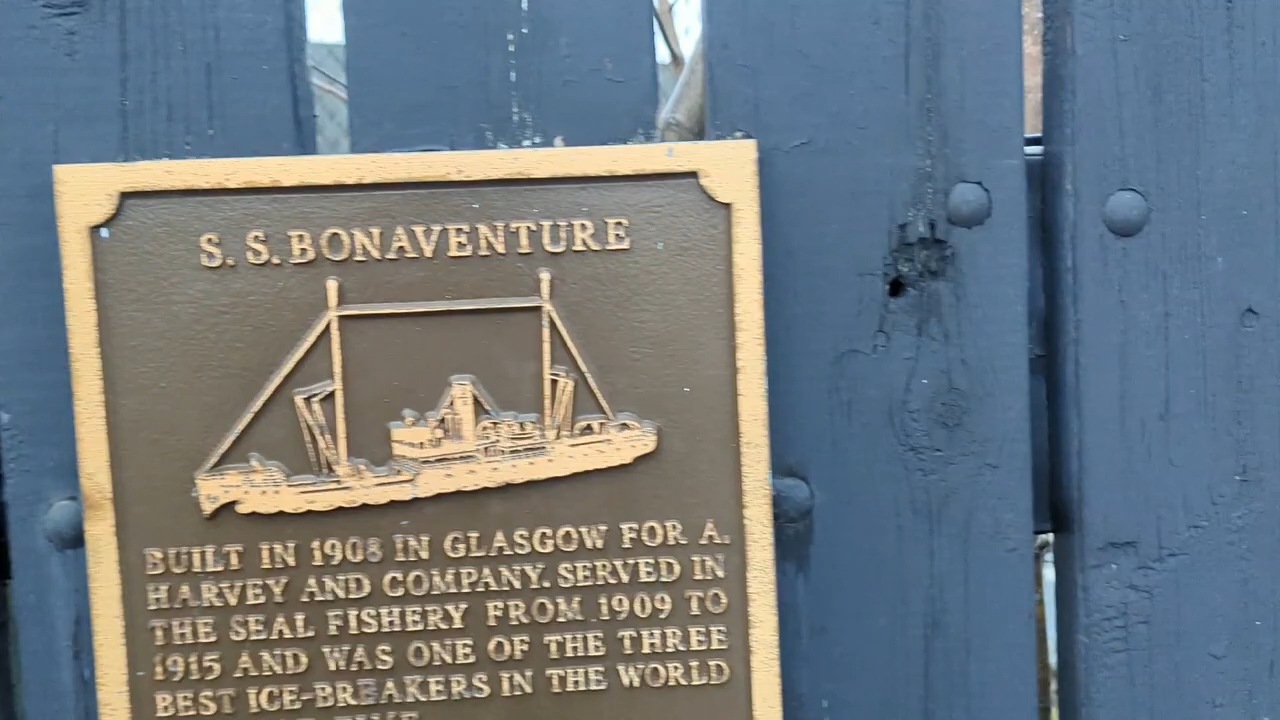 S. S. BONAVENTURE
BUILT IN 1908 IN GLASGOW FOR A.
HARVEY AND COMPANY. SERVED IN
THE SEAL FISHERY FROM 1909 TO
1915 AND WAS ONE OF THE THREE
BEST ICE-BREAKERS IN THE WORLD